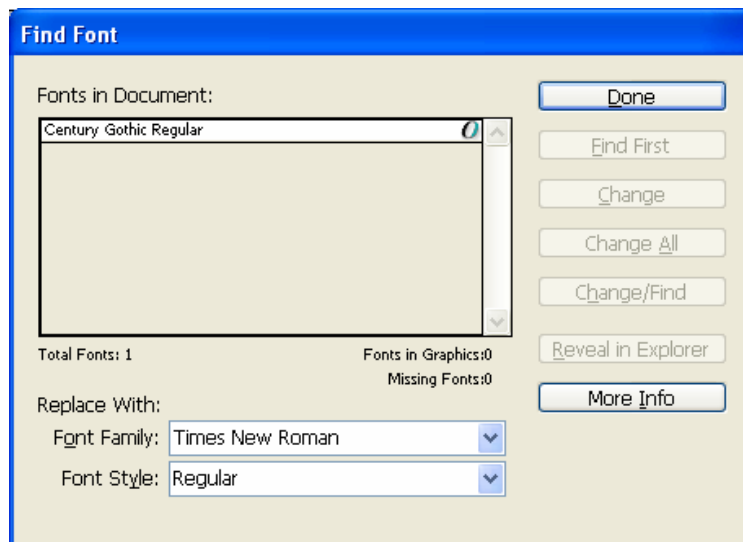 Find Font
Fonts in Document:
Century Gothic Regular
Done
Find First
Change
Change All
Change/Find
Reveal in Explorer
More Info
Total Fonts: 1
Fonts in Graphics:0
Missing Fonts:0
Replace With:
Font Family: Times New Roman
Font Style: Regular